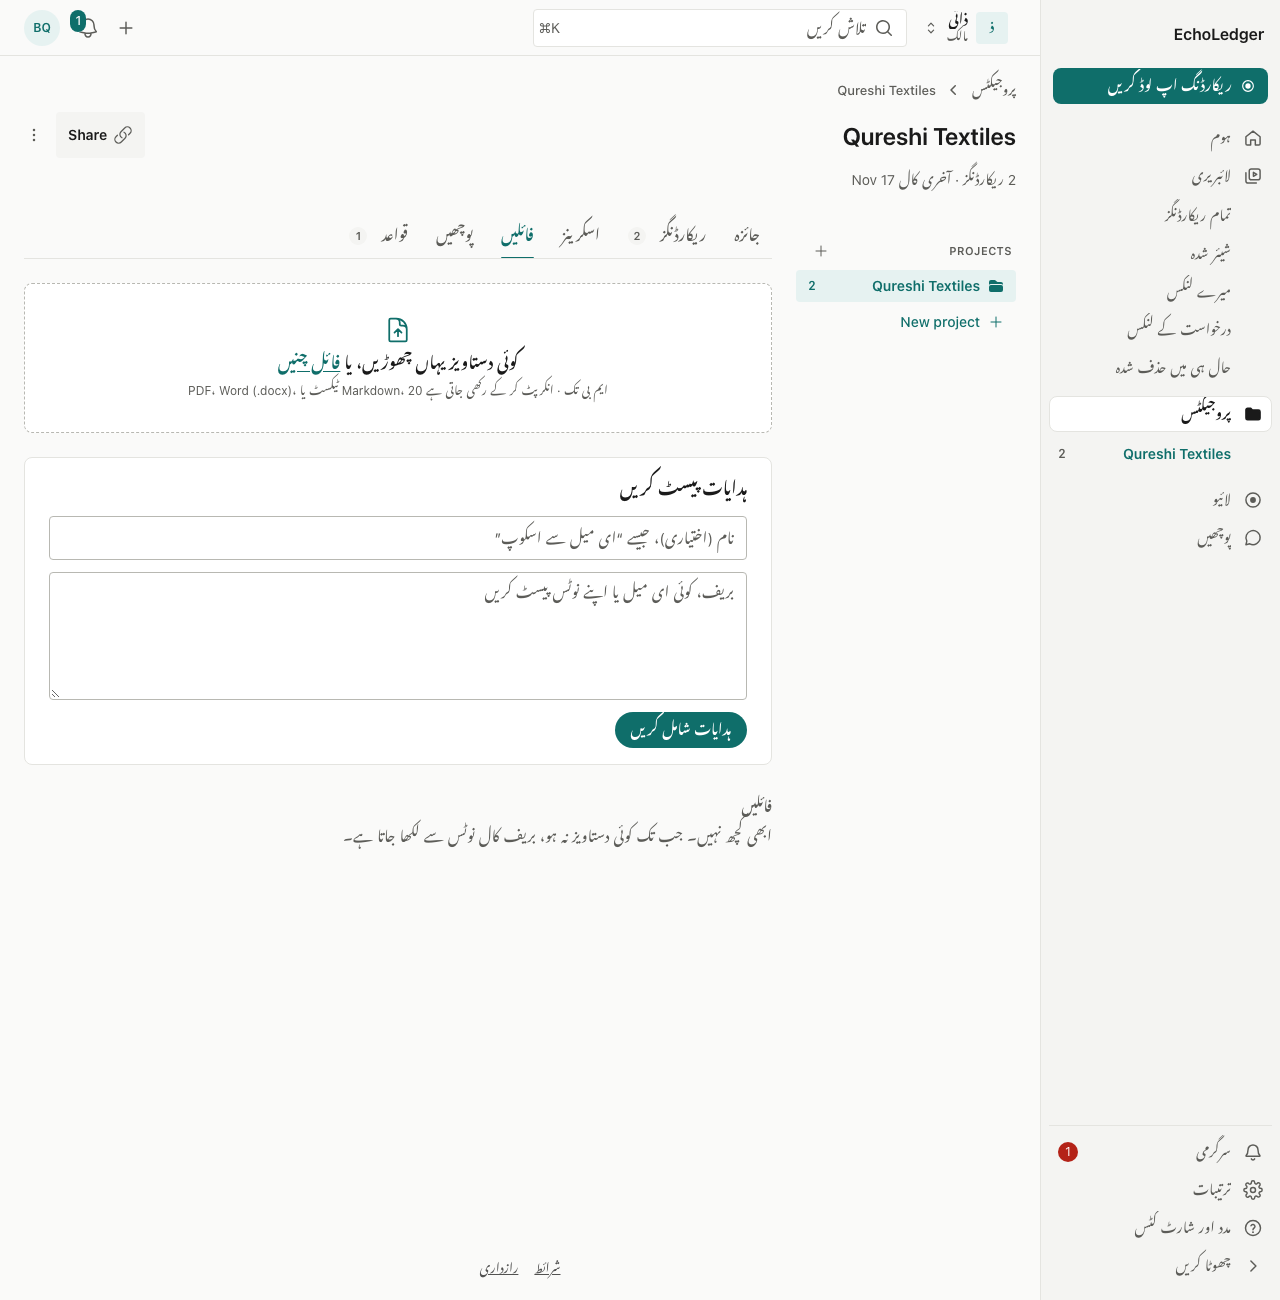 EchoLedger
ریکارڈنگ اپ لوڈ کریں
ہوم
لائبریری
تمام ریکارڈنگز
شیئر شدہ
میرے لنکس
درخواست کے لنکس
حال ہی میں حذف شدہ
پروجیکٹس
Qureshi Textiles 2
لائیو
پوچھیں
سرگرمی 1
ترتیبات
مدد اور شارٹ کٹس
چھوٹا کریں
ذ
ذاتی
مالک
تلاش کریں ⌘K
1
BQ
پروجیکٹس Qureshi Textiles
Qureshi Textiles
Share
2 ریکارڈنگز · آخری کال Nov 17
PROJECTS
Qureshi Textiles 2
New project
جائزہ ریکارڈنگز 2 اسکرینز فائلیں پوچھیں قواعد 1
کوئی دستاویز یہاں چھوڑیں، یا فائل چنیں
PDF، Word (.docx)، ٹیکسٹ یا Markdown، 20 ایم بی تک · انکرپٹ کر کے رکھی جاتی ہے
ہدایات پیسٹ کریں
نام (اختیاری)، جیسے "ای میل سے اسکوپ"
بریف، کوئی ای میل یا اپنے نوٹس پیسٹ کریں
ہدایات شامل کریں
فائلیں
ابھی کچھ نہیں۔ جب تک کوئی دستاویز نہ ہو، بریف کال نوٹس سے لکھا جاتا ہے۔
شرائط رازداری